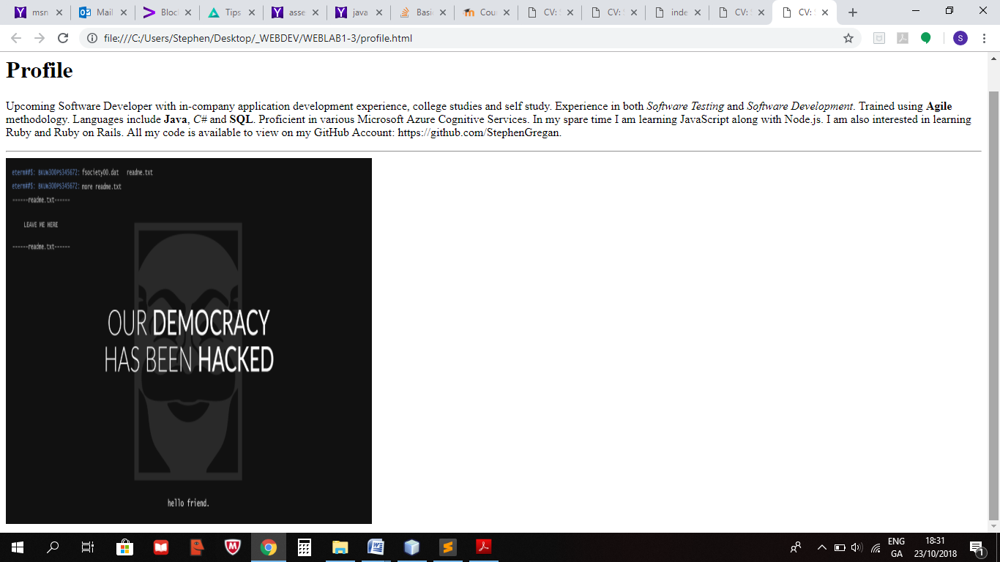 msn
Mail
Bloc
Tips
asse
java
Basi
Cou
CV:
CV:
inde
CV:
CV:
file:///C:/Users/Stephen/Desktop/_WEBDEV/WEBLAB1-3/profile.html
S
Profile
Upcoming Software Developer with in-company application development experience, college studies and self study. Experience in both Software Testing and Software Development. Trained using Agile
methodology. Languages include Java, C# and SQL. Proficient in various Microsoft Azure Cognitive Services. In my spare time I am learning JavaScript along with Node.js. I am also interested in learning
Ruby and Ruby on Rails. All my code is available to view on my GitHub Account: https://github.com/StephenGregan.
fsociety00.dat readme.txt
more readme.txt
------readme.txt------
LEAVE ME HERE
------readme.txt------
OUR DEMOCRACY
HAS BEEN HACKED
hello friend.
ENG
GA
18:31
23/10/2018
1